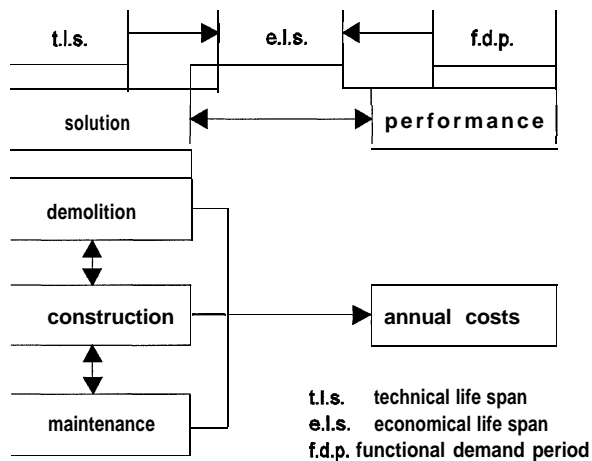 t.l.s. e.l.s. f.d.p.
solution performance
demolition
construction annual costs
maintenance
t.l.s. technical life span
e.l.s. economical life span
f.d.p. functional demand period